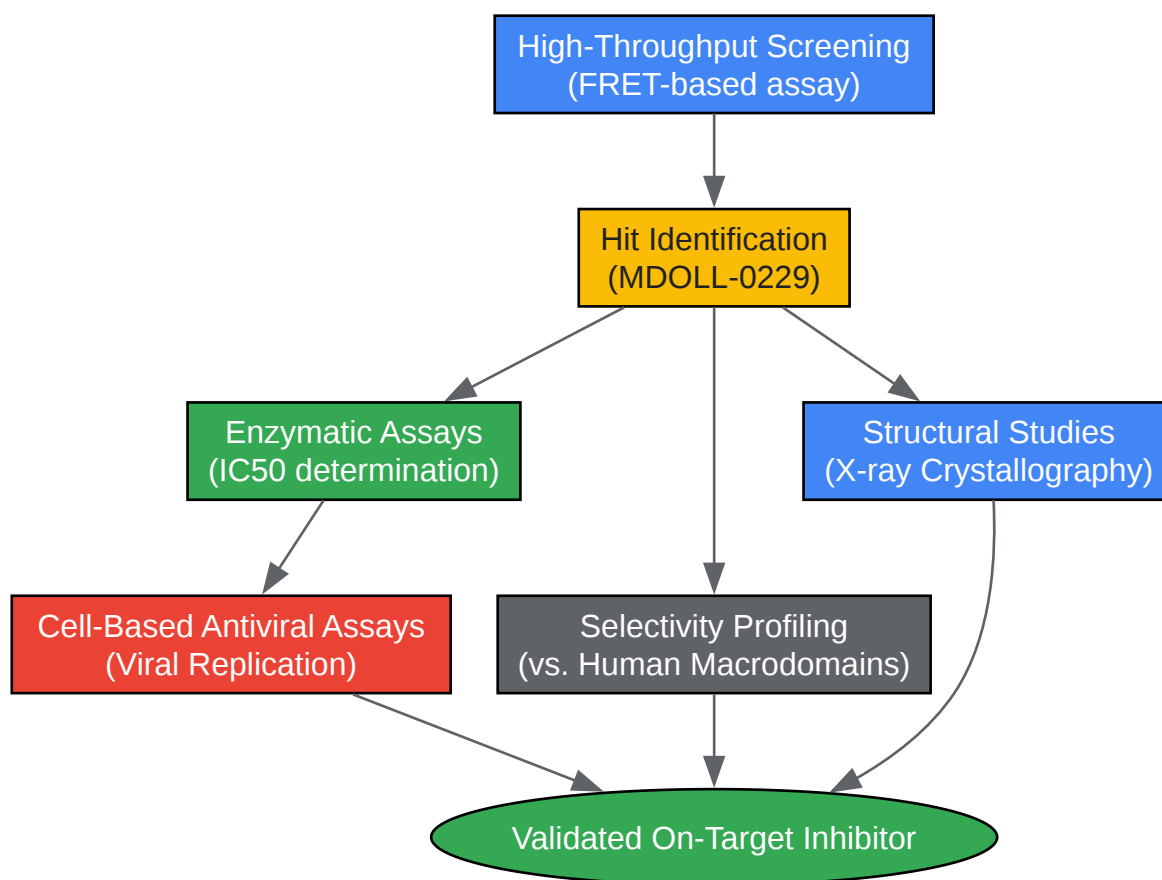 High-Throughput Screening
(FRET-based assay)
Hit Identification
(MDOLL-0229)
Enzymatic Assays
(IC50 determination)
Structural Studies
(X-ray Crystallography)
Cell-Based Antiviral Assays
(Viral Replication)
Selectivity Profiling
(vs. Human Macrodomains)
Validated On-Target Inhibitor